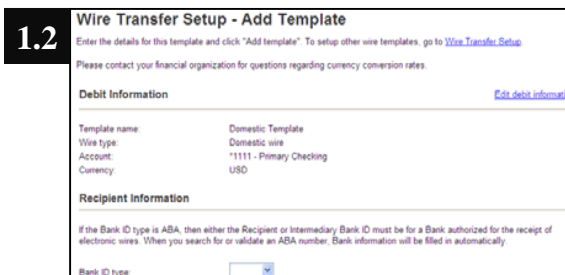 1.2
Wire Transfer Setup - Add Template
Enter the details for this template and click "Add template". To setup other wire templates, go to Wire Transfer Setup.
Please contact your financial organization for questions regarding currency conversion rates.
Debit Information
Edit debit informati
Template name: Domestic Template
Wire type: Domestic wire
Account: *1111 - Primary Checking
Currency: USD
Recipient Information
If the Bank ID type is ABA, then either the Recipient or Intermediary Bank ID must be for a Bank authorized for the receipt of
electronic wires. When you search for or validate an ABA number, Bank information will be filled in automatically.
Bank ID type: